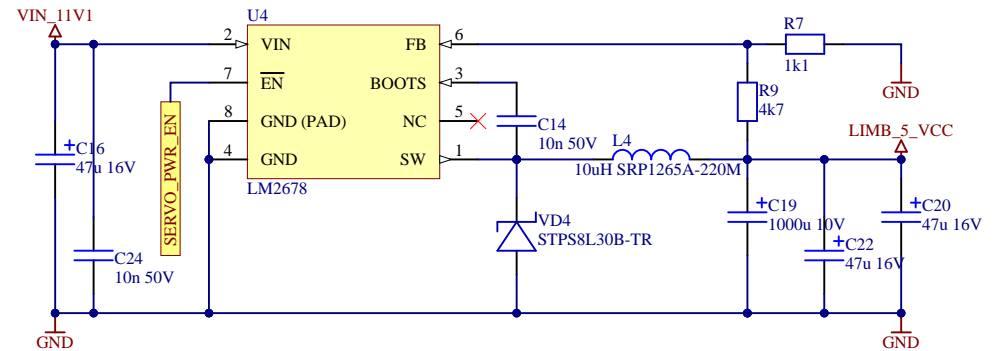 VIN_11V1
U4
R7
2
VIN
FB
6
1k1
7
EN
BOOTS
3
GND
R9
4k7
8
GND (PAD)
NC
5
C14
10n 50V
LIMB_5_VCC
SERVO_PWR_EN
C16
47u 16V
4
GND
SW
1
L4
10uH SRP1265A-220M
LM2678
C19
1000u 10V
C20
47u 16V
VD4
STPS8L30B-TR
C22
47u 16V
C24
10n 50V
GND
GND